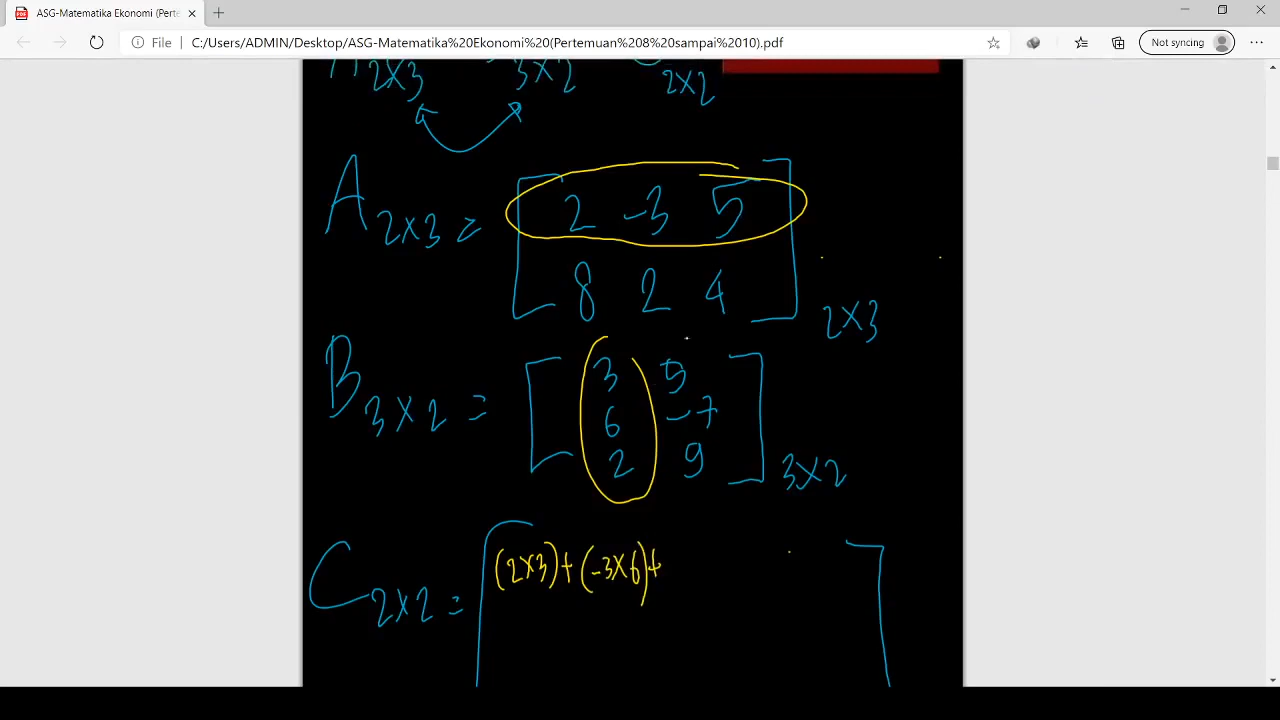 ASG-Matematika Ekonomi (Perte
File C:/Users/ADMIN/Desktop/ASG-Matematika%20Ekonomi%20(Pertemuan%208%20sampai%2010).pdf Not syncing
2X3 3X2 2X2
A2X3 = [ 2 -3 5
8 2 4 ] 2X3
B3X2 = [ 3 5
6 -7
2 9 ] 3X2
C2X2 = [ (2X3)+(-3X6)+ ]